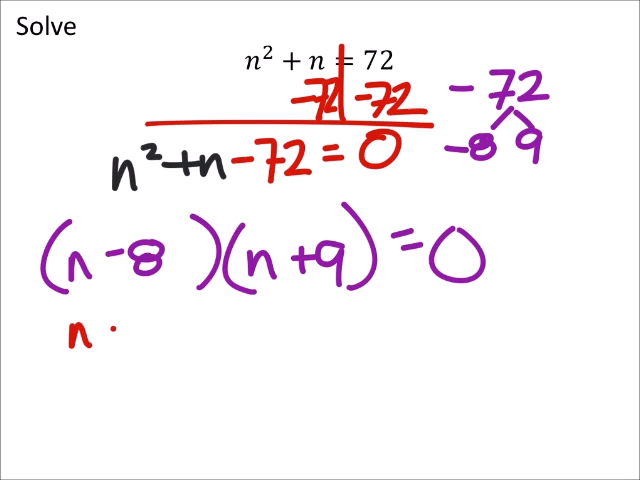 Solve
n² + n = 72
-72 -72
-72
-8 9
n²+n-72=0
(n-8)(n+9)=0
n